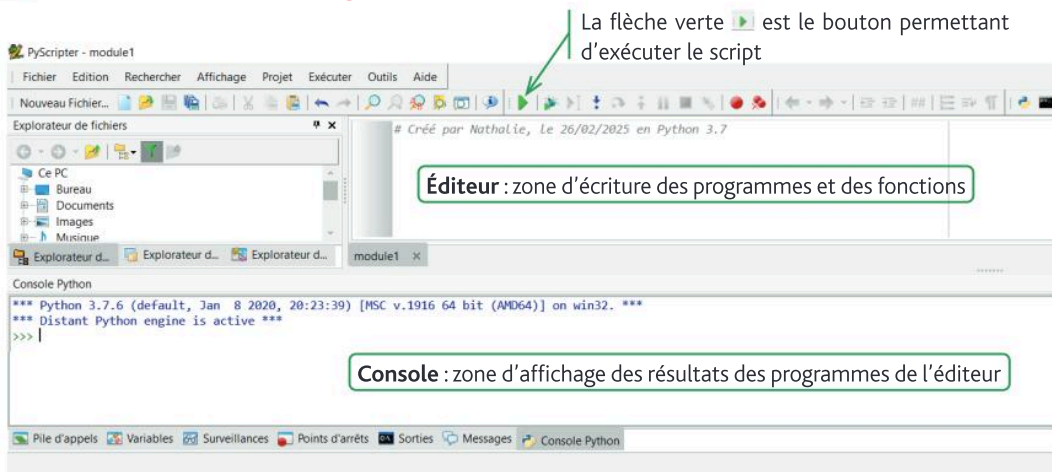 La flèche verte est le bouton permettant
d'exécuter le script
PyScripter - module1
Fichier Edition Rechercher Affichage Projet Exécuter Outils Aide
Nouveau Fichier...
Explorateur de fichiers
# Créé par Nathalie, le 26/02/2025 en Python 3.7
Ce PC
Bureau
Documents
Images
Musique
Éditeur : zone d'écriture des programmes et des fonctions
Explorateur d... Explorateur d... Explorateur d...
module1
Console Python
*** Python 3.7.6 (default, Jan 8 2020, 20:23:39) [MSC v.1916 64 bit (AMD64)] on win32. ***
*** Distant Python engine is active ***
>>>
Console : zone d'affichage des résultats des programmes de l'éditeur
Pile d'appels Variables Surveillances Points d'arrêts Sorties Messages Console Python